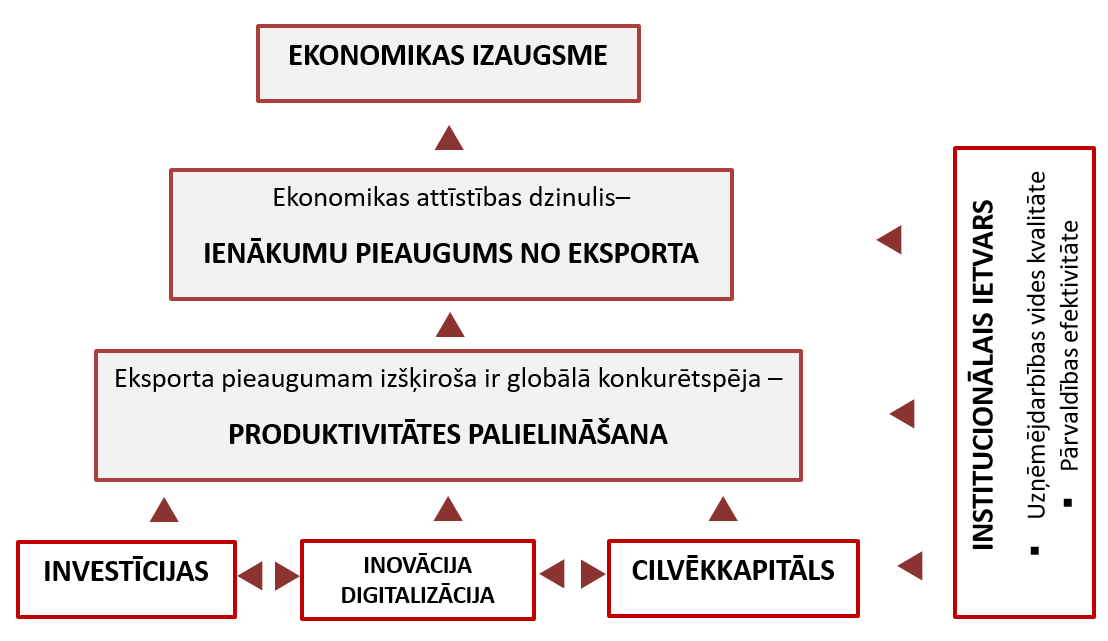 EKONOMIKAS IZAUGSME
Ekonomikas attīstības dzinulis–
IENĀKUMU PIEAUGUMS NO EKSPORTA
Eksporta pieaugumam izšķiroša ir globālā konkurētspēja –
PRODUKTIVITĀTES PALIELINĀŠANA
INVESTĪCIJAS
INOVĀCIJA
DIGITALIZĀCIJA
CILVĒKKAPITĀLS
INSTITUCIONĀLAIS IETVARS
▪ Uzņēmējdarbības vides kvalitāte
▪ Pārvaldības efektivitāte